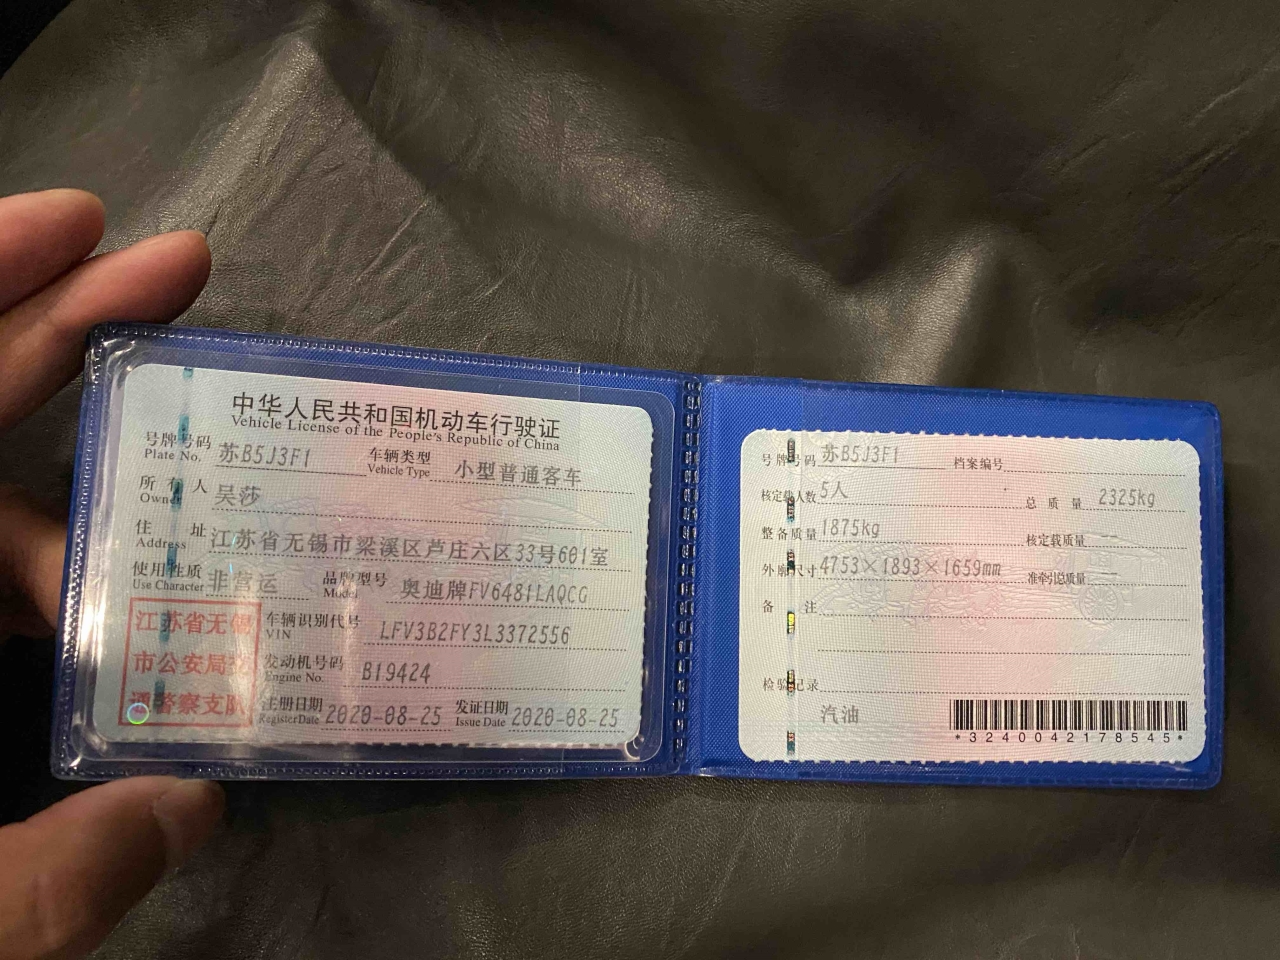 中华人民共和国机动车行驶证
Vehicle License of the People's Republic of China
号牌号码 苏B5J3F1 车辆类型 小型普通客车
Plate No. Vehicle Type
所有人 吴莎
Owner
住址 江苏省无锡市梁溪区芦庄六区33号601室
Address
使用性质 非营运 品牌型号 奥迪牌FV6481LAQCG
Use Character Model
江苏省无锡
市公安局交
通警察支队
车辆识别代号 LFV3B2FY3L3372556
VIN
发动机号码 B19424
Engine No.
注册日期 2020-08-25 发证日期 2020-08-25
Register Date Issue Date
号牌号码 苏B5J3F1 档案编号
核定载人数 5人 总质量 2325kg
整备质量 1875kg 核定载质量 —
外廓尺寸 4753×1893×1659mm 准牵引总质量 —
备注
检验记录
汽油
*3240042178545*